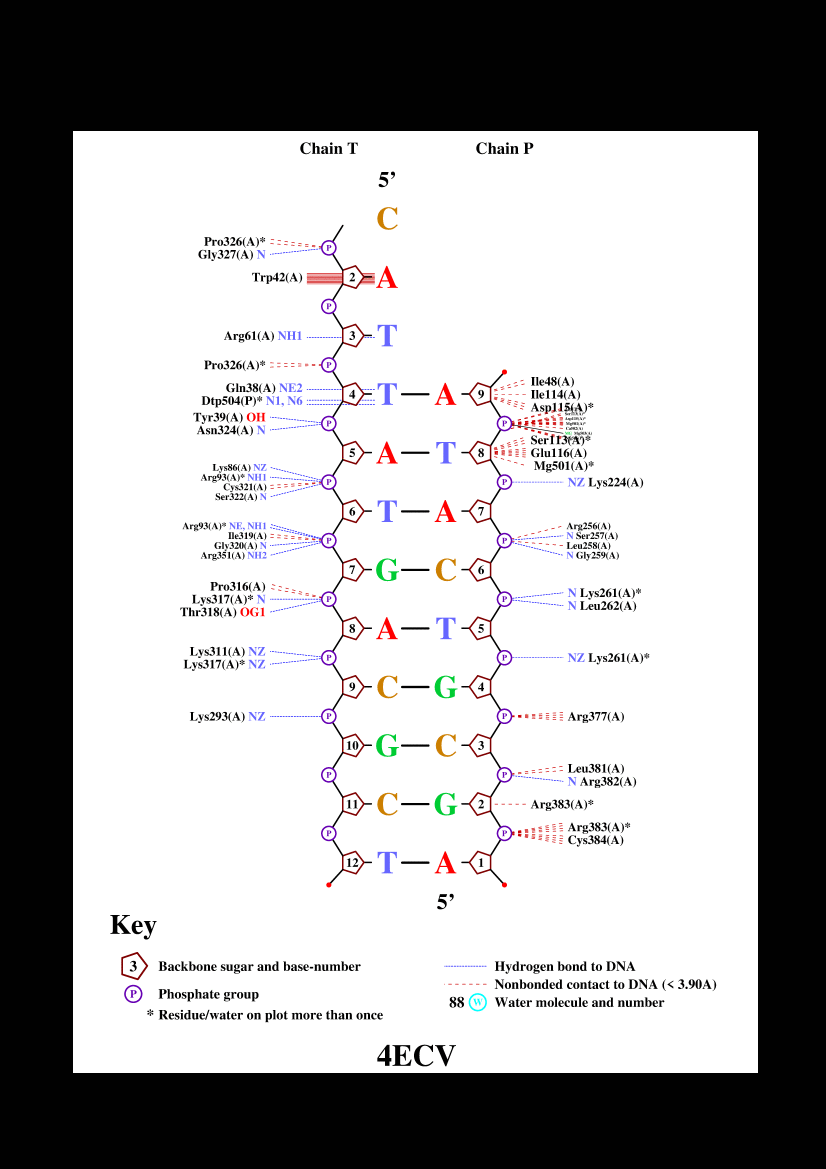 Chain T Chain P
5’
C
Pro326(A)*
Gly327(A) N
P
Trp42(A) 2 A
P
Arg61(A) NH1 3 T
Pro326(A)* P
Gln38(A) NE2
Dtp504(P)* N1, N6
4 T A 9
Ile48(A)
Ile114(A)
Asp115(A)*
Tyr39(A) OH
Asn324(A) N
P P
5 A T 8
Ser113(A)*
Glu116(A)
Mg501(A)*
Lys86(A) NZ
Arg93(A)* NH1
Cys321(A)
Ser322(A) N
P P NZ Lys224(A)
6 T A 7
Arg93(A)* NE, NH1
Ile319(A)
Gly320(A) N
Arg351(A) NH2
P P
Arg256(A)
N Ser257(A)
Leu258(A)
N Gly259(A)
7 G C 6
Pro316(A)
Lys317(A)* N
Thr318(A) OG1
P P
N Lys261(A)*
N Leu262(A)
8 A T 5
Lys311(A) NZ
Lys317(A)* NZ
P P NZ Lys261(A)*
9 C G 4
Lys293(A) NZ P P Arg377(A)
10 G C 3
P P
Leu381(A)
N Arg382(A)
11 C G 2 Arg383(A)*
P P
Arg383(A)*
Cys384(A)
12 T A 1
5’
Key
3 Backbone sugar and base-number
Hydrogen bond to DNA
Nonbonded contact to DNA (< 3.90A)
P Phosphate group
88 W Water molecule and number
* Residue/water on plot more than once
4ECV